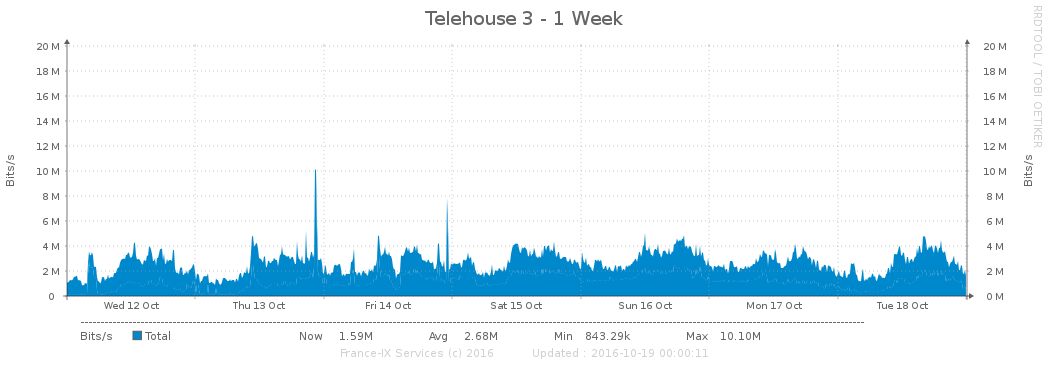 Telehouse 3 - 1 Week
RRDTOOL / TOBI OETIKER
Bits/s
Bits/s
20 M 20 M
18 M 18 M
16 M 16 M
14 M 14 M
12 M 12 M
10 M 10 M
8 M 8 M
6 M 6 M
4 M 4 M
2 M 2 M
0 0 M
Wed 12 Oct Thu 13 Oct Fri 14 Oct Sat 15 Oct Sun 16 Oct Mon 17 Oct Tue 18 Oct
Bits/s Total Now 1.59M Avg 2.68M Min 843.29k Max 10.10M
France-IX Services (c) 2016 Updated : 2016-10-19 00:00:11